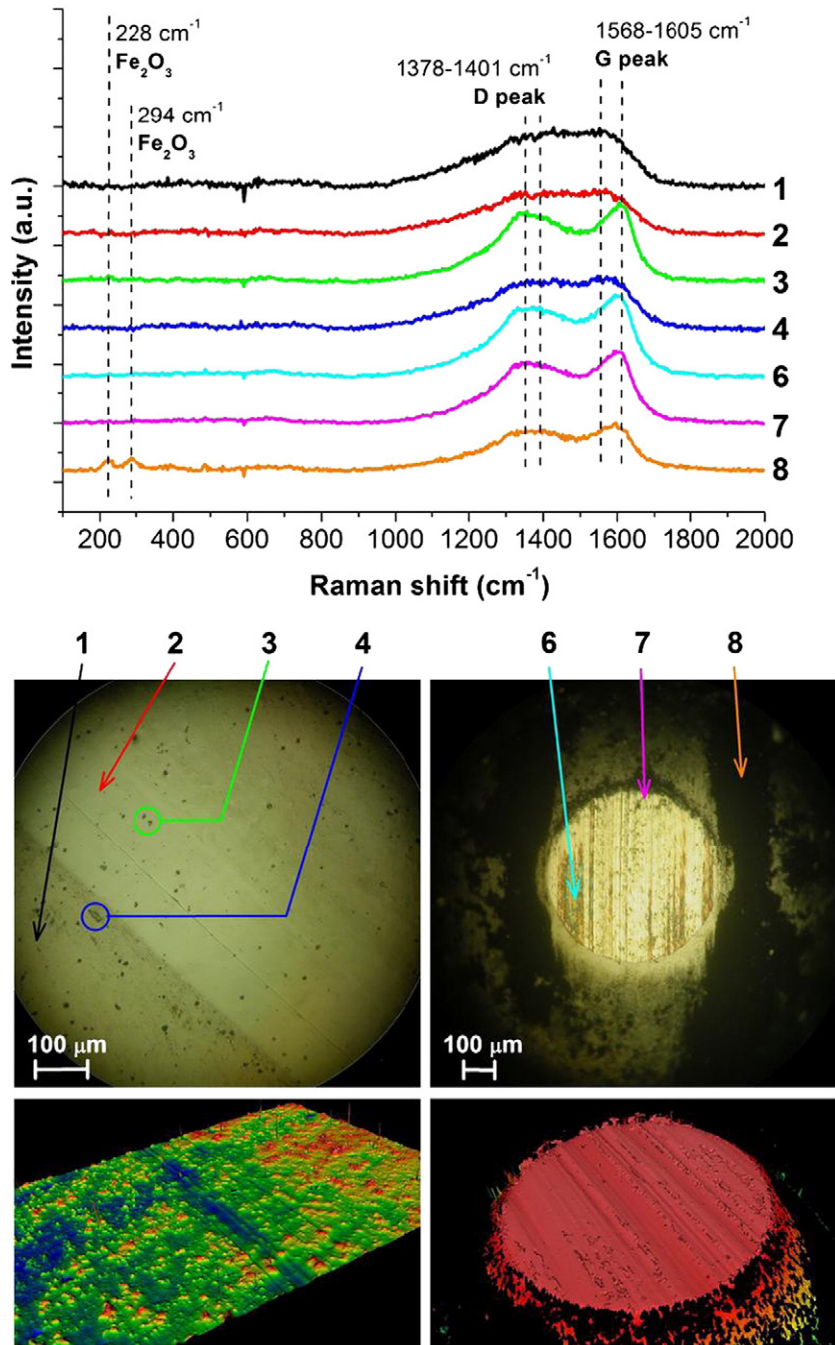 228 cm⁻¹
Fe₂O₃
294 cm⁻¹
Fe₂O₃
1378-1401 cm⁻¹
D peak
1568-1605 cm⁻¹
G peak
Intensity (a.u.)
1
2
3
4
6
7
8
200 400 600 800 1000 1200 1400 1600 1800 2000
Raman shift (cm⁻¹)
1 2 3 4 6 7 8
100 µm
100 µm